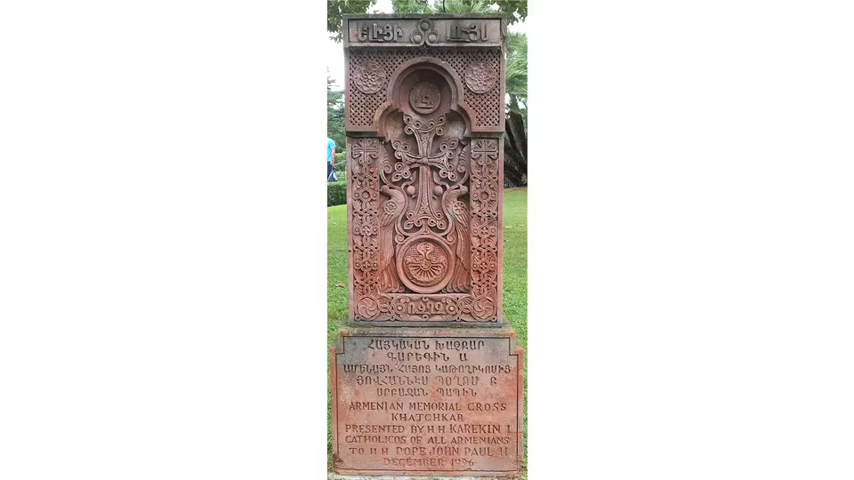 ՀԱՅԿԱԿԱՆ ԽԱՉՔԱՐ
ԳԱՐԵԳԻՆ Ա
ԱՄԵՆԱՅՆ ՀԱՅՈՑ ԿԱԹՈՂԻԿՈՍԻՑ
ՅՈՎՀԱՆՆԷՍ ՊՕՂՈՍ Բ
ՍՐԲԱԶԱՆ ՊԱՊԻՆ
ARMENIAN MEMORIAL CROSS
KHATCHKAR
PRESENTED BY H H KAREKIN I
CATHOLICOS OF ALL ARMENIANS
TO H H POPE JOHN PAUL II
DECEMBER 1996